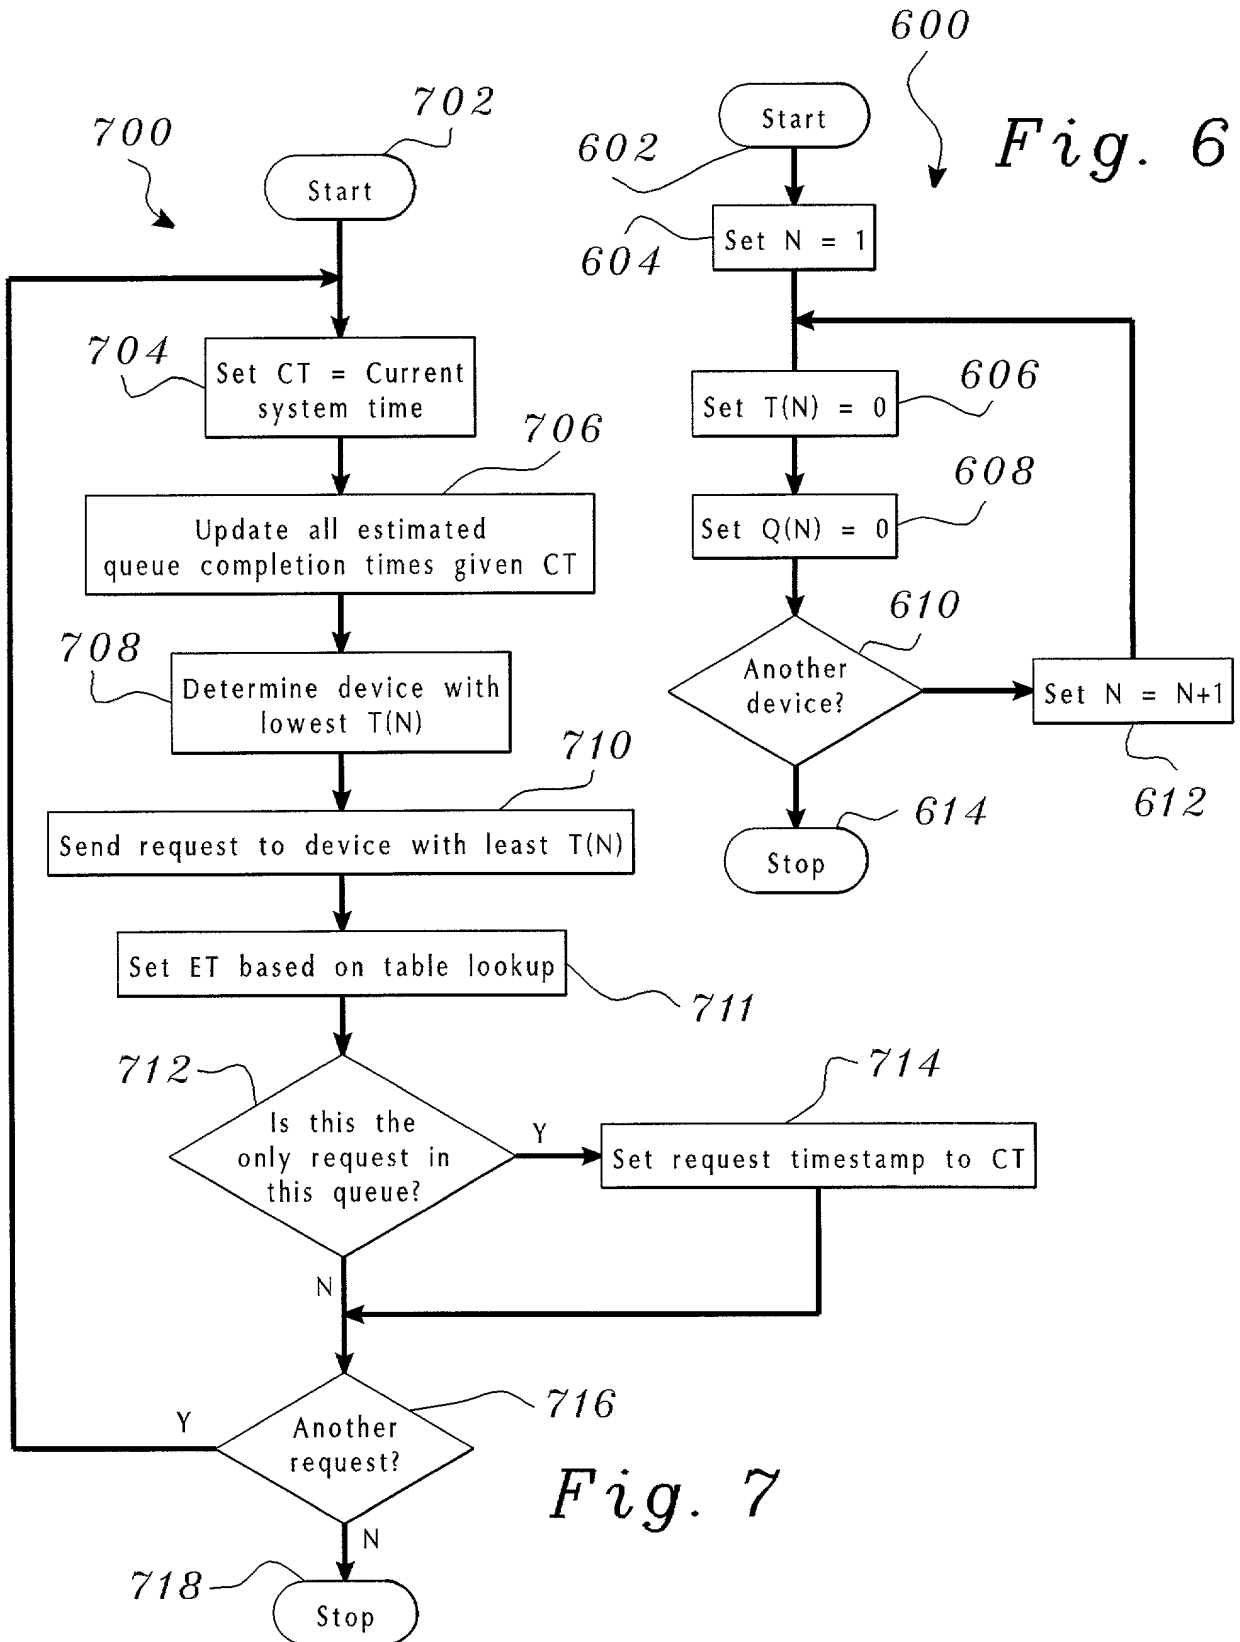 600
Fig. 6
Start
602
Set N = 1
604
Set T(N) = 0
606
Set Q(N) = 0
608
Another
device?
610
Set N = N+1
612
Stop
614
700
702
Start
704
Set CT = Current
system time
706
Update all estimated
queue completion times given CT
708
Determine device with
lowest T(N)
710
Send request to device with least T(N)
Set ET based on table lookup
711
712
Is this the
only request in
this queue?
Y
714
Set request timestamp to CT
N
716
Another
request?
Y
N
Fig. 7
718
Stop